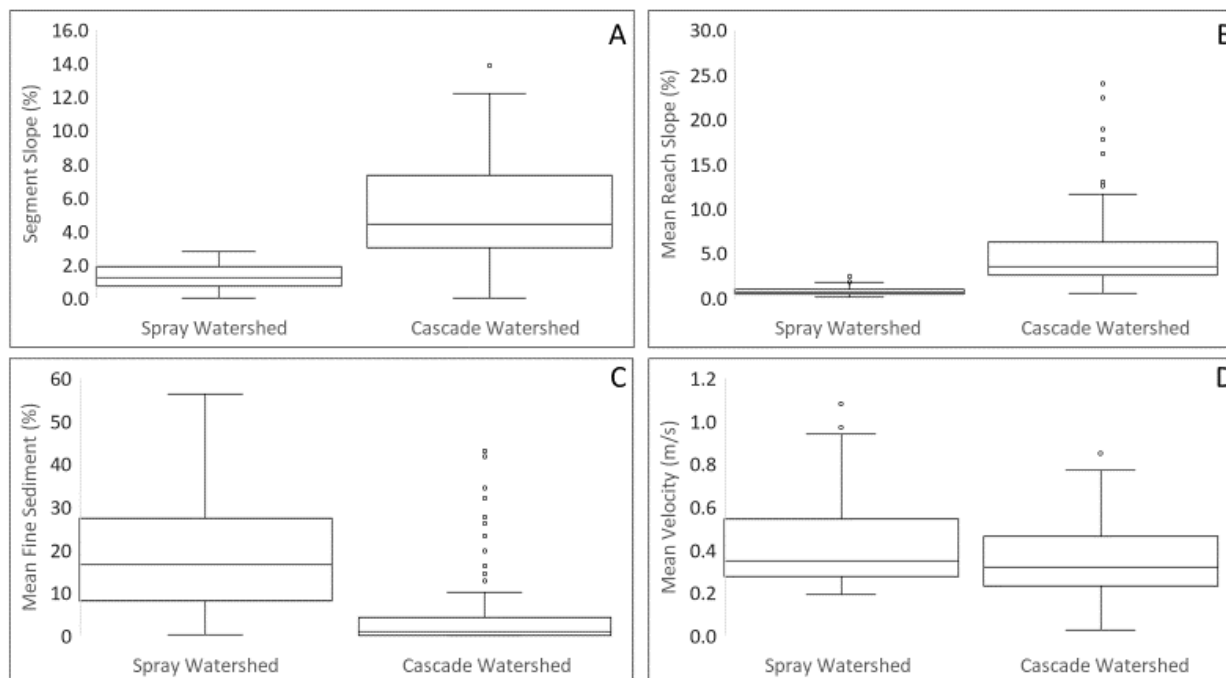 A
Segment Slope (%)
16.0
14.0
12.0
10.0
8.0
6.0
4.0
2.0
0.0
Spray Watershed Cascade Watershed
B
Mean Reach Slope (%)
30.0
25.0
20.0
15.0
10.0
5.0
0.0
Spray Watershed Cascade Watershed
C
Mean Fine Sediment (%)
60
50
40
30
20
10
0
Spray Watershed Cascade Watershed
D
Mean Velocity (m/s)
1.2
1.0
0.8
0.6
0.4
0.2
0.0
Spray Watershed Cascade Watershed